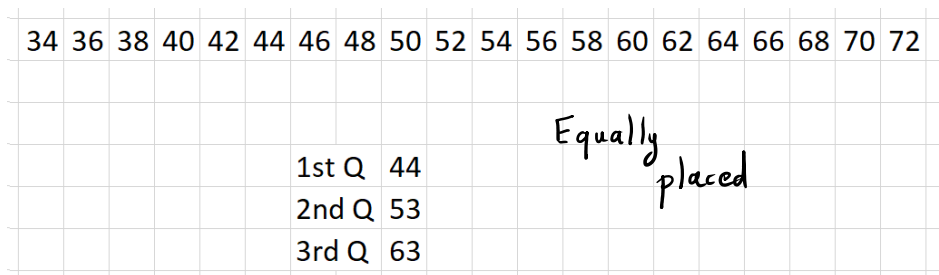 34 36 38 40 42 44 46 48 50 52 54 56 58 60 62 64 66 68 70 72
Equally
placed
1st Q 44
2nd Q 53
3rd Q 63